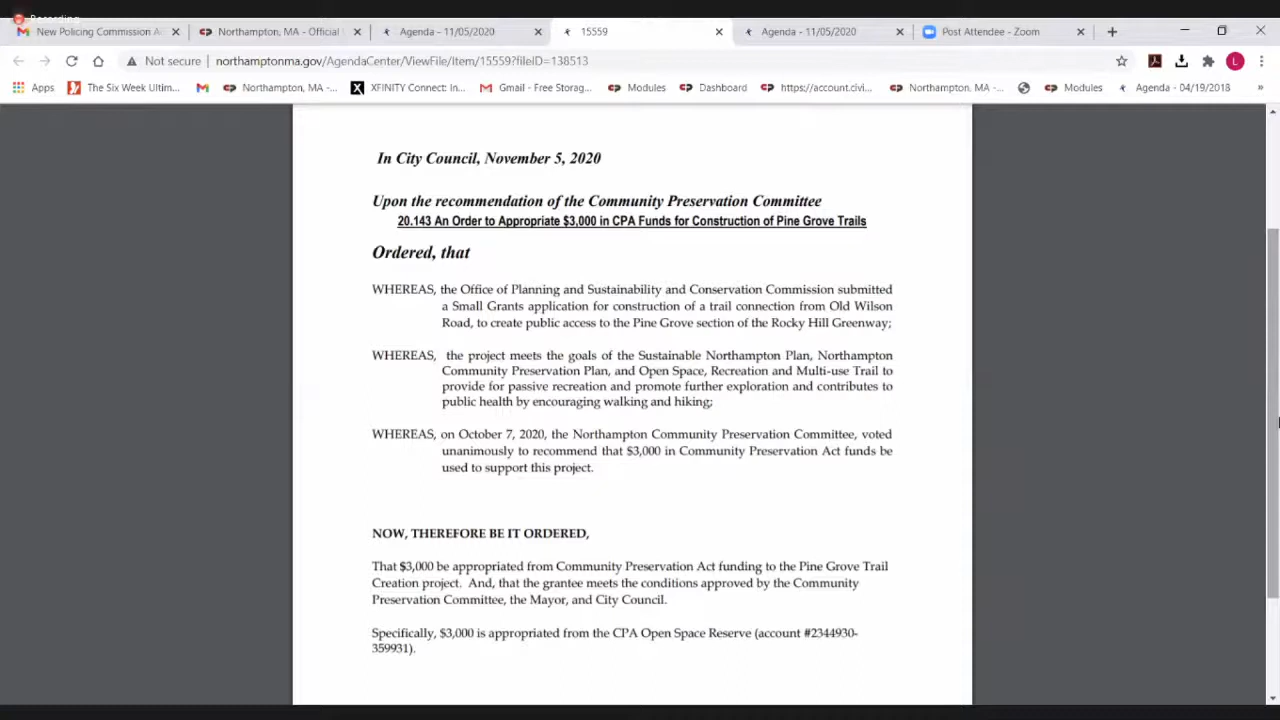 Recording
New Policing Commission A
Northampton, MA - Official
Agenda - 11/05/2020
15559
Agenda - 11/05/2020
Post Attendee - Zoom
Not secure
northamptonma.gov/AgendaCenter/ViewFile/Item/15559?fileID=138513
L
Apps
The Six Week Ultim...
Northampton, MA -...
XFINITY Connect: In...
Gmail - Free Storag...
Modules
Dashboard
https://account.civi...
Northampton, MA -...
Modules
Agenda - 04/19/2018
»
In City Council, November 5, 2020
Upon the recommendation of the Community Preservation Committee
20.143 An Order to Appropriate $3,000 in CPA Funds for Construction of Pine Grove Trails
Ordered, that
WHEREAS, the Office of Planning and Sustainability and Conservation Commission submitted
a Small Grants application for construction of a trail connection from Old Wilson
Road, to create public access to the Pine Grove section of the Rocky Hill Greenway;
WHEREAS, the project meets the goals of the Sustainable Northampton Plan, Northampton
Community Preservation Plan, and Open Space, Recreation and Multi-use Trail to
provide for passive recreation and promote further exploration and contributes to
public health by encouraging walking and hiking;
WHEREAS, on October 7, 2020, the Northampton Community Preservation Committee, voted
unanimously to recommend that $3,000 in Community Preservation Act funds be
used to support this project.
NOW, THEREFORE BE IT ORDERED,
That $3,000 be appropriated from Community Preservation Act funding to the Pine Grove Trail
Creation project. And, that the grantee meets the conditions approved by the Community
Preservation Committee, the Mayor, and City Council.
Specifically, $3,000 is appropriated from the CPA Open Space Reserve (account #2344930-
359931).